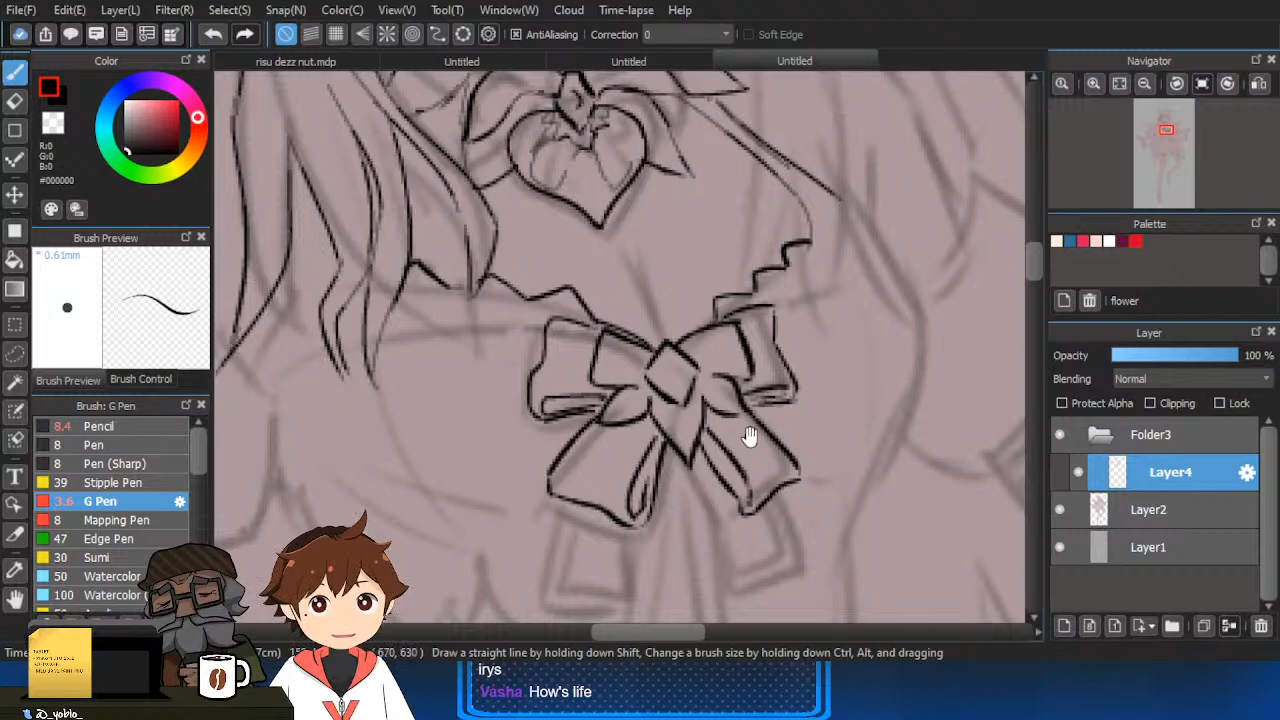 File(F) Edit(E) Layer(L) Filter(T) Select(S) Snap(N) Color(C) View(V) Tool(T) Window(W) Cloud Time-lapse Help
AntiAliasing Correction 0 Soft Edge
Color
risu dezz nut.mdp Untitled Untitled Untitled
Navigator
R:0
G:0
B:0
#000000
Brush Preview
0.61mm
Palette
flower
Layer
Opacity 100 %
Blending Normal
Protect Alpha Clipping Lock
Brush Preview Brush Control
Brush: G Pen
8.4 Pencil
8 Pen
8 Pen (Sharp)
39 Stipple Pen
3.6 G Pen
8 Mapping Pen
47 Edge Pen
30 Sumi
50 Watercolor
100 Watercolor
Folder3
Layer4
Layer2
Layer1
(670, 630) Draw a straight line by holding down Shift, Change a brush size by holding down Ctrl, Alt, and dragging
irys
Vasha How's life